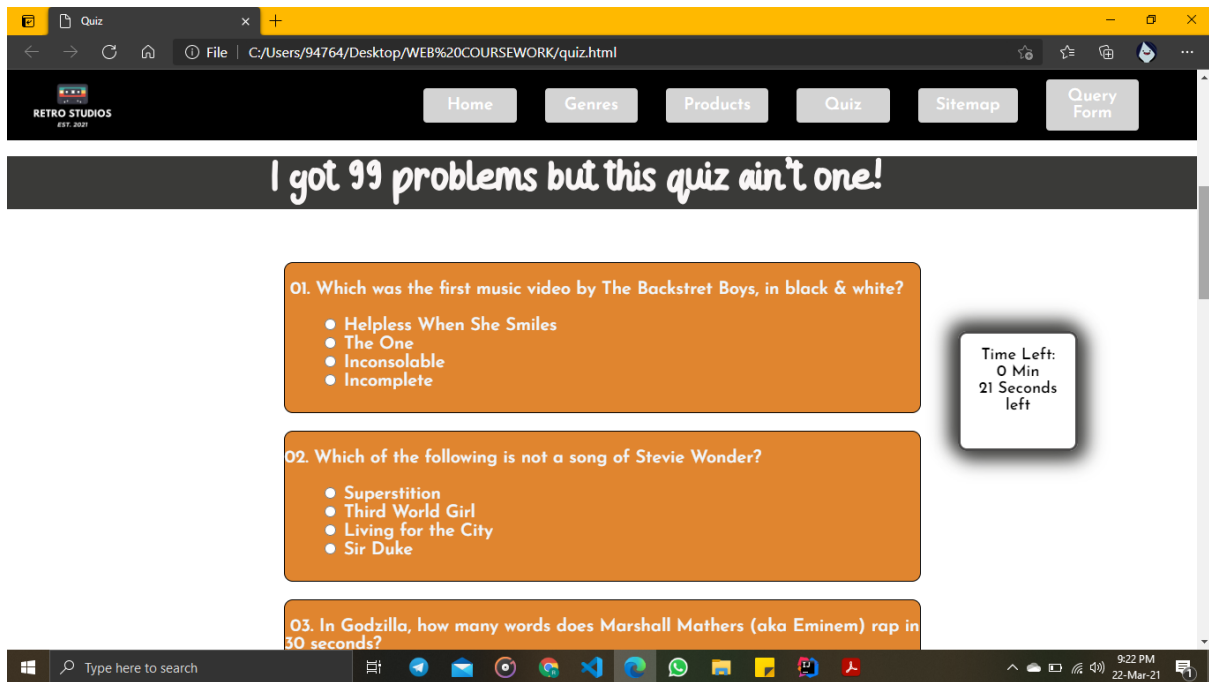 Quiz
File
C:/Users/94764/Desktop/WEB%20COURSEWORK/quiz.html
RETRO STUDIOS
EST. 2021
Home
Genres
Products
Quiz
Sitemap
Query
Form
I got 99 problems but this quiz ain't one!
01. Which was the first music video by The Backstret Boys, in black & white?
Helpless When She Smiles
The One
Inconsolable
Incomplete
Time Left:
0 Min
21 Seconds
left
02. Which of the following is not a song of Stevie Wonder?
Superstition
Third World Girl
Living for the City
Sir Duke
03. In Godzilla, how many words does Marshall Mathers (aka Eminem) rap in
30 seconds?
Type here to search
9:22 PM
22-Mar-21
1